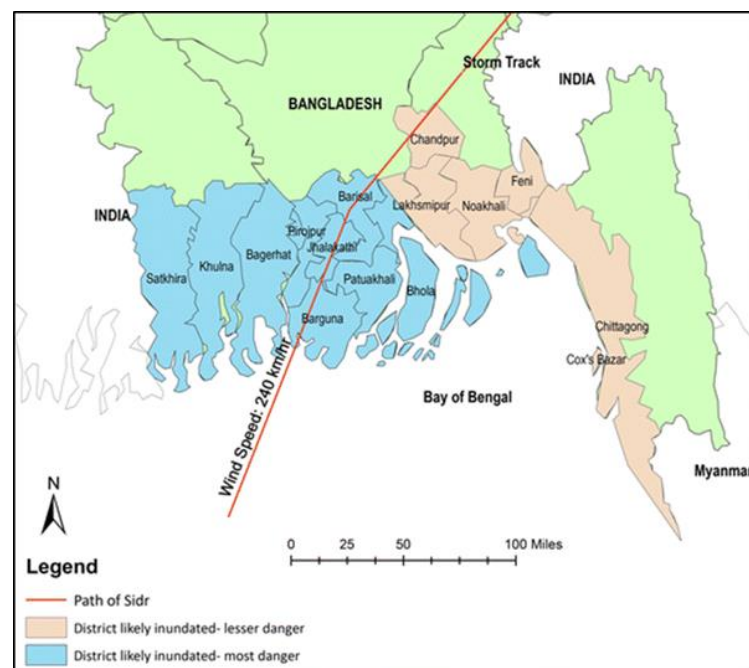 Storm Track
INDIA
BANGLADESH
Chandpur
Feni
Barisal
Lakhsmipur
Noakhali
INDIA
Pirojpur
Jhalakathi
Bagerhat
Khulna
Satkhira
Patuakhali
Bhola
Barguna
Chittagong
Cox's Bazar
Wind Speed: 240 km/hr
Bay of Bengal
Myanmar
N
0 25 50 100 Miles
Legend
Path of Sidr
District likely inundated- lesser danger
District likely inundated- most danger